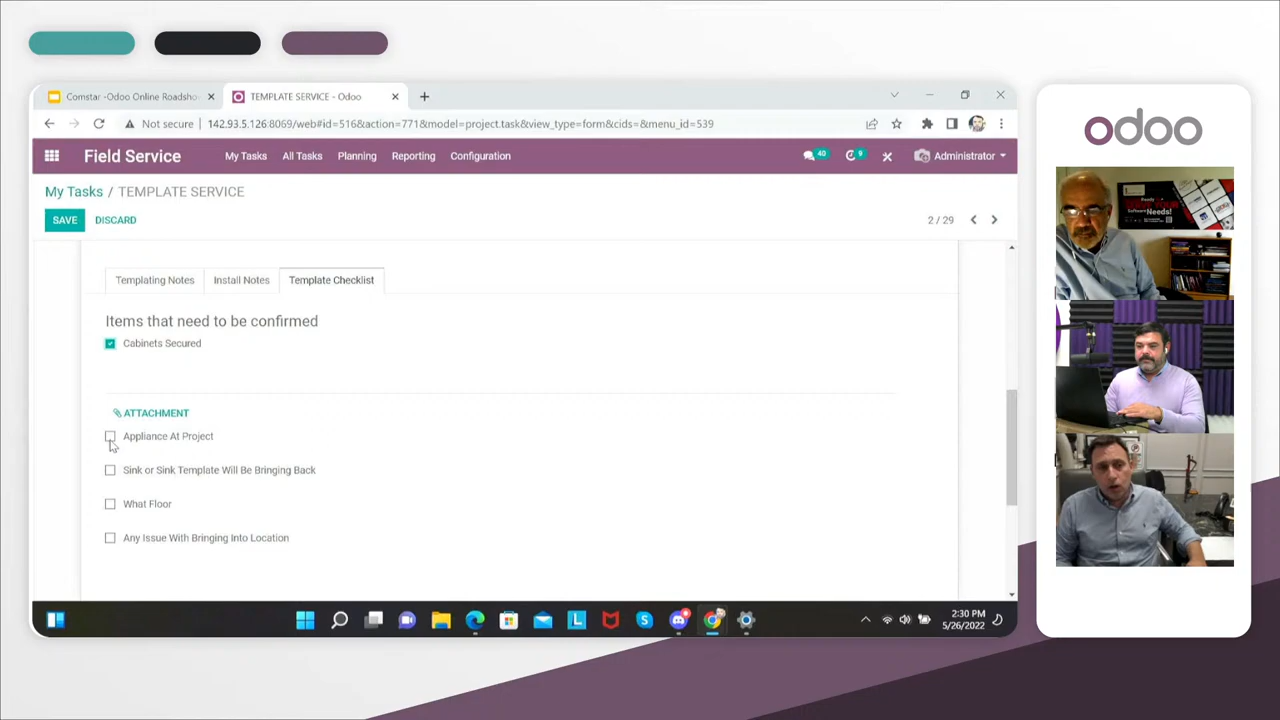 Comstar -Odoo Online Roadsho
TEMPLATE SERVICE - Odoo
Not secure
142.93.5.126:8069/web#id=516&action=771&model=project.task&view_type=form&cids=&menu_id=539
Field Service
My Tasks
All Tasks
Planning
Reporting
Configuration
40
9
Administrator
My Tasks / TEMPLATE SERVICE
SAVE
DISCARD
2 / 29
Templating Notes
Install Notes
Template Checklist
Items that need to be confirmed
Cabinets Secured
ATTACHMENT
Appliance At Project
Sink or Sink Template Will Be Bringing Back
What Floor
Any Issue With Bringing Into Location
2:30 PM
5/26/2022
odoo
Software Needs!